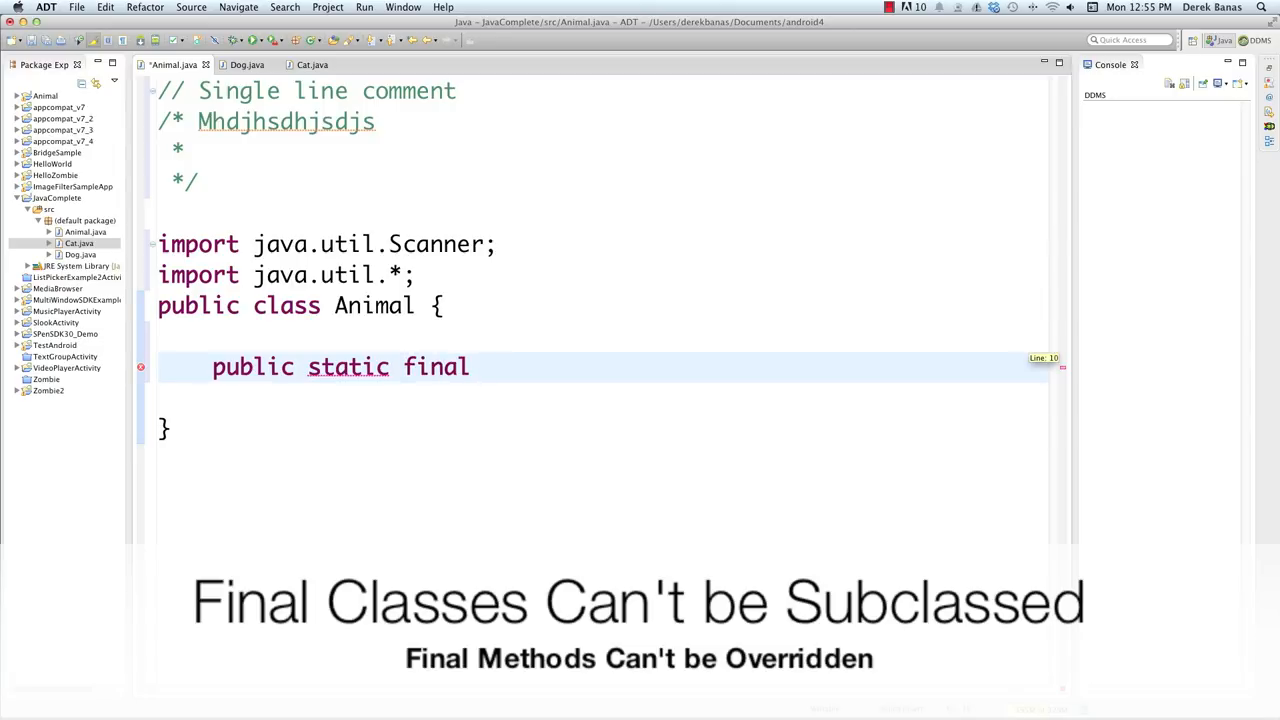 ADT File Edit Refactor Source Navigate Search Project Run Window Help
10 Mon 12:55 PM Derek Banas
Java – JavaComplete/src/Animal.java – ADT – /Users/derekbanas/Documents/android4
Quick Access Java DDMS
Package Exp
*Animal.java Dog.java Cat.java
Console
DDMS
Animal
appcompat_v7
appcompat_v7_2
appcompat_v7_3
appcompat_v7_4
BridgeSample
HelloWorld
HelloZombie
ImageFilterSampleApp
JavaComplete
src
(default package)
Animal.java
Cat.java
Dog.java
JRE System Library [Ja
ListPickerExample2Activi
MediaBrowser
MultiWindowSDKExample
MusicPlayerActivity
SlookActivity
SPenSDK30_Demo
TestAndroid
TextGroupActivity
VideoPlayerActivity
Zombie
Zombie2
// Single line comment
/* Mhdjhsdhjsdjs
*
*/
import java.util.Scanner;
import java.util.*;
public class Animal {
public static final
Line: 10
}
Final Classes Can't be Subclassed
Final Methods Can't be Overridden